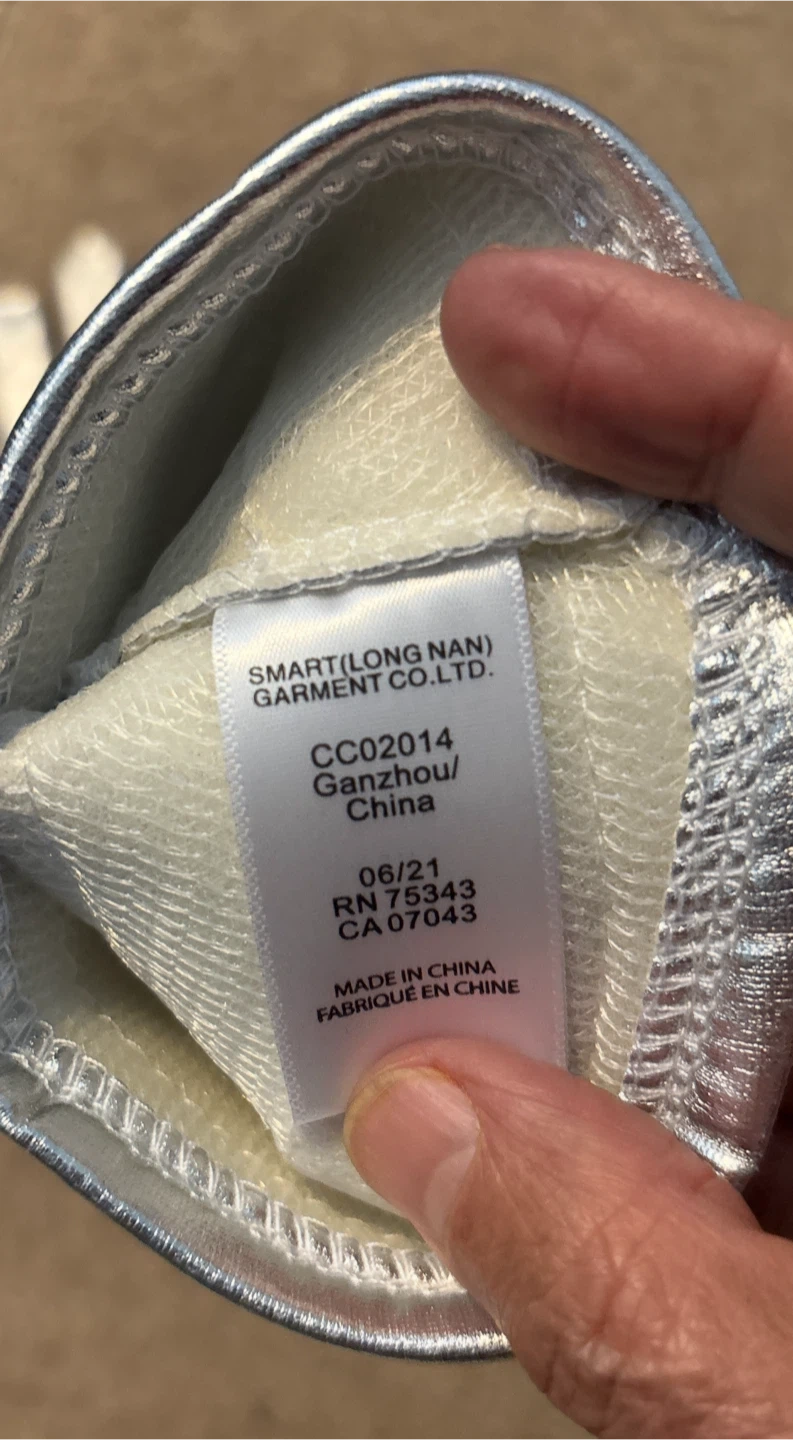 SMART(LONG NAN)
GARMENT CO.LTD.
CC02014
Ganzhou/
China
06/21
RN 75343
CA 07043
MADE IN CHINA
FABRIQUÉ EN CHINE